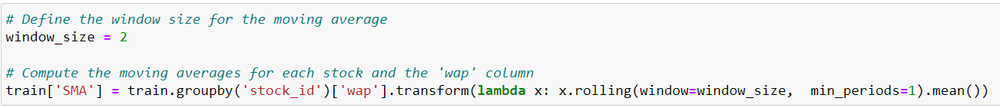 # Define the window size for the moving average
window_size = 2
# Compute the moving averages for each stock and the 'wap' column
train['SMA'] = train.groupby('stock_id')['wap'].transform(lambda x: x.rolling(window=window_size,  min_periods=1).mean())